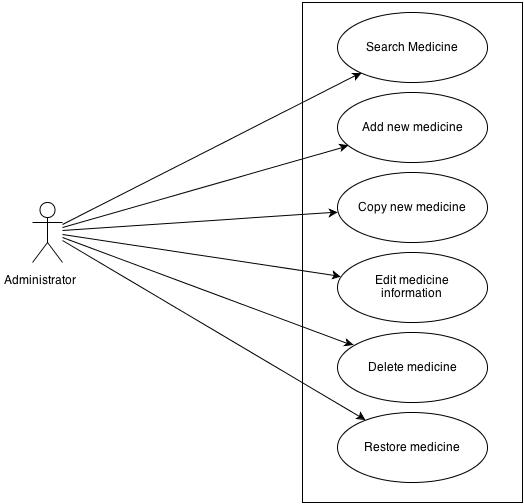 Search Medicine
Add new medicine
Copy new medicine
Administrator
Edit medicine
information
Delete medicine
Restore medicine